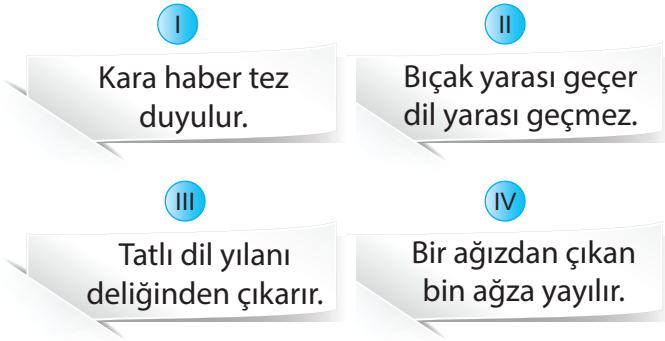 I
Kara haber tez
duyulur.
II
Bıçak yarası geçer
dil yarası geçmez.
III
Tatlı dil yılanı
deliğinden çıkarır.
IV
Bir ağızdan çıkan
bin ağza yayılır.